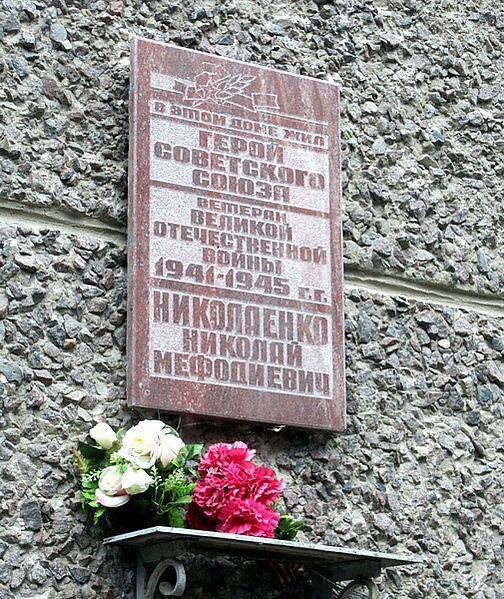 В ЭТОМ ДОМЕ ЖИЛ
ГЕРОЙ
СОВЕТСКОГО
СОЮЗА
ВЕТЕРАН
ВЕЛИКОЙ
ОТЕЧЕСТВЕННОЙ
ВОЙНЫ
1941-1945 г.г.
НИКОЛАЕНКО
НИКОЛАЙ
МЕФОДИЕВИЧ